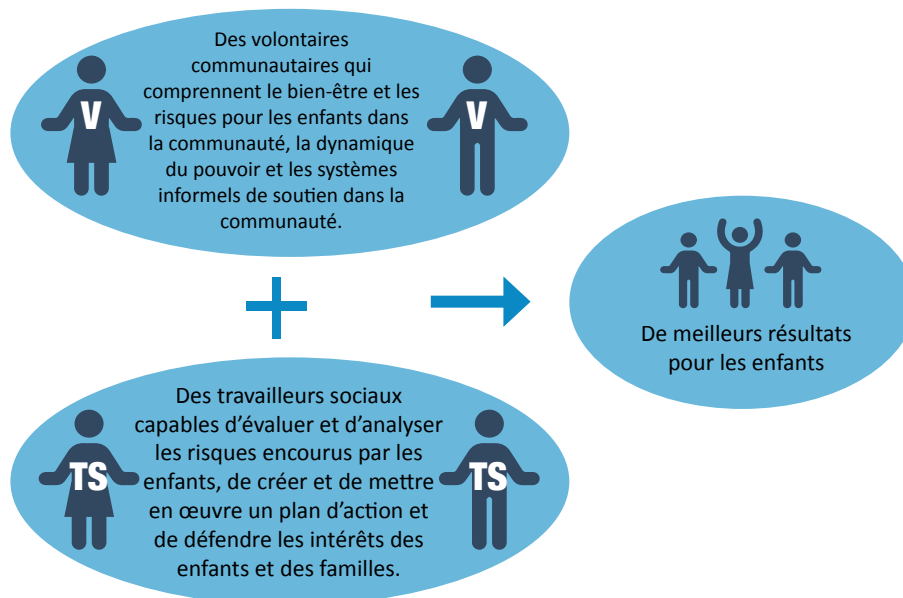 Des volontaires
communautaires qui
comprennent le bien-être et les
risques pour les enfants dans
la communauté, la dynamique
du pouvoir et les systèmes
informels de soutien dans la
communauté.
V
V
+
De meilleurs résultats
pour les enfants
Des travailleurs sociaux
capables d’évaluer et d’analyser
les risques encourus par les
enfants, de créer et de mettre
en œuvre un plan d’action et
de défendre les intérêts des
enfants et des familles.
TS
TS